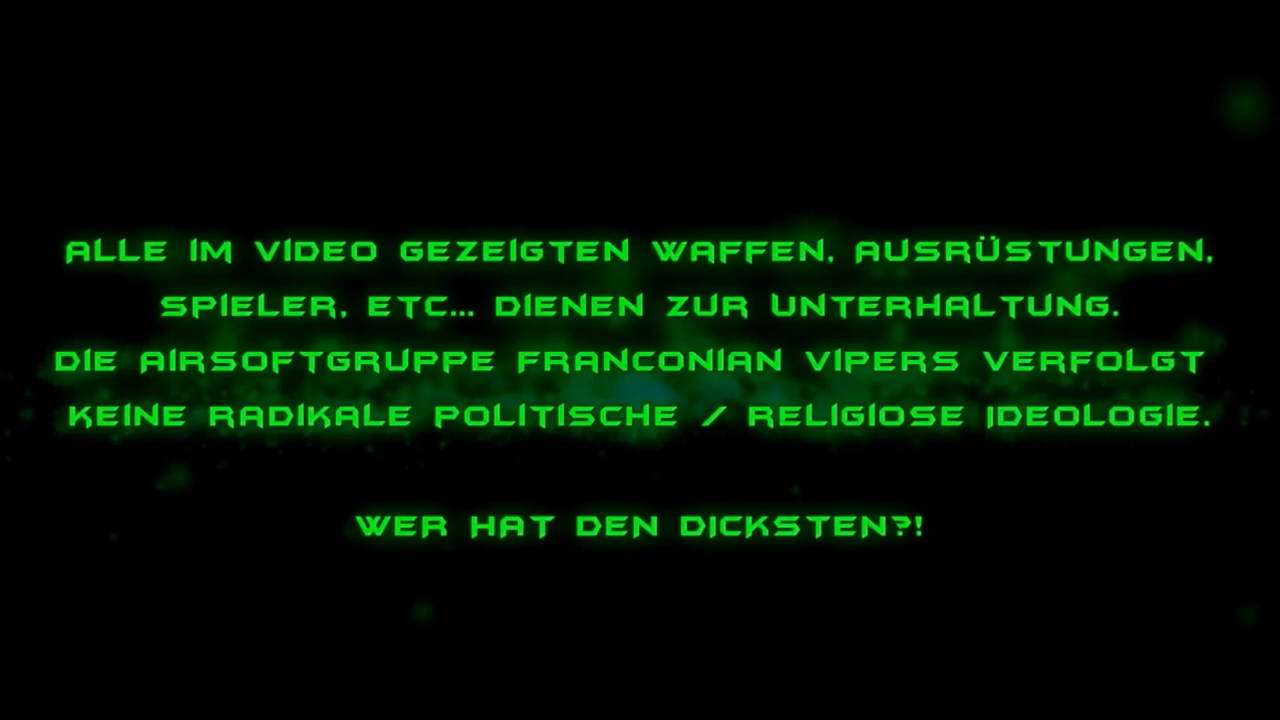 ALLE IM VIDEO GEZEIGTEN WAFFEN, AUSRÜSTUNGEN,
SPIELER, ETC... DIENEN ZUR UNTERHALTUNG.
DIE AIRSOFTGRUPPE FRANCONIAN VIPERS VERFOLGT
KEINE RADIKALE POLITISCHE / RELIGIOSE IDEOLOGIE.
WER HAT DEN DICKSTEN?!